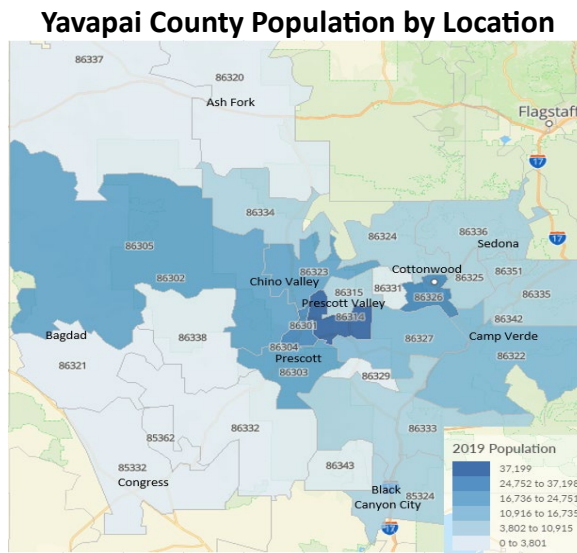 Yavapai County Population by Location
86337
86320
Ash Fork
Flagstaff
17
86334
86324
86336
Sedona
17
86305
86302
86323
Chino Valley
Cottonwood
86351
86325
86315
86331
86335
Prescott Valley
86326
86314
86301
86342
Bagdad
86338
86304
Prescott
86327
Camp Verde
86322
86321
86303
86329
85362
86332
86333
85332
Congress
86343
Black
Canyon City
85324
17
2019 Population
37,199
24,752 to 37,198
16,736 to 24,751
10,916 to 16,735
3,802 to 10,915
0 to 3,801